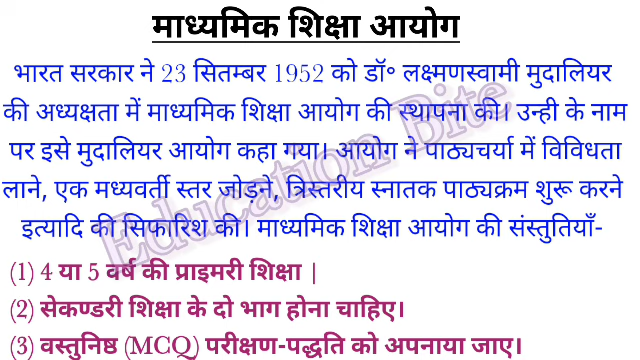 माध्यमिक शिक्षा आयोग
भारत सरकार ने 23 सितम्बर 1952 को डॉ॰ लक्ष्मणस्वामी मुदालियर
की अध्यक्षता में माध्यमिक शिक्षा आयोग की स्थापना की। उन्ही के नाम
पर इसे मुदालियर आयोग कहा गया। आयोग ने पाठ्यचर्या में विविधता
लाने, एक मध्यवर्ती स्तर जोड़ने, त्रिस्तरीय स्नातक पाठ्यक्रम शुरू करने
इत्यादि की सिफारिश की। माध्यमिक शिक्षा आयोग की संस्तुतियाँ-
(1) 4 या 5 वर्ष की प्राइमरी शिक्षा |
(2) सेकण्डरी शिक्षा के दो भाग होना चाहिए।
(3) वस्तुनिष्ठ (MCQ) परीक्षण-पद्धति को अपनाया जाए।
Education Bite